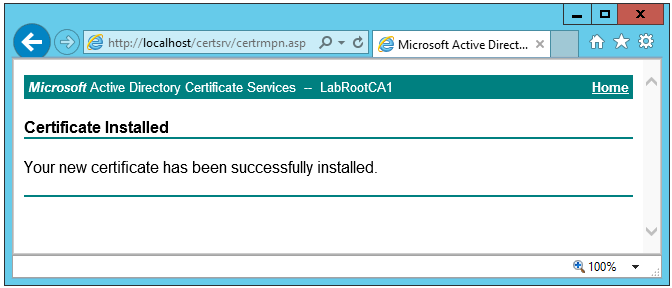 http://localhost/certsrv/certrmpn.asp
Microsoft Active Direct...
Microsoft Active Directory Certificate Services -- LabRootCA1 Home
Certificate Installed
Your new certificate has been successfully installed.
100%